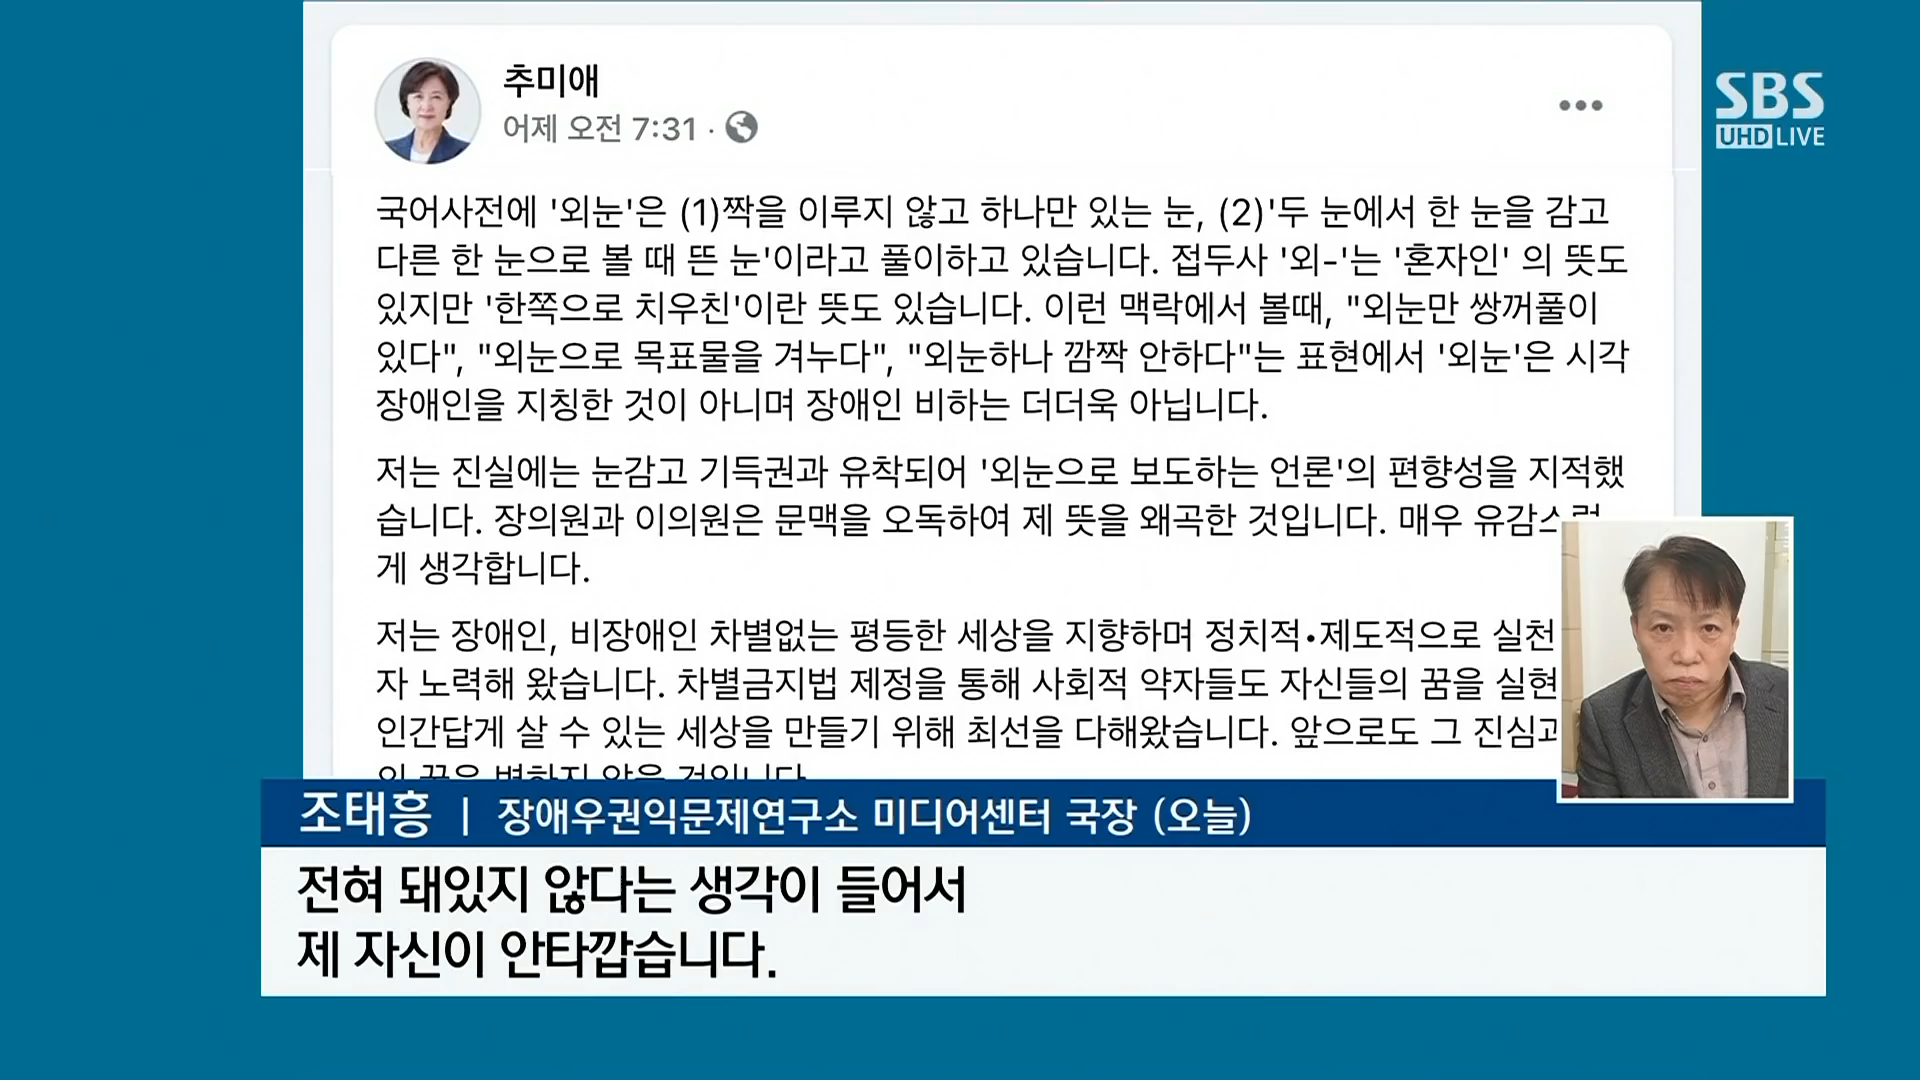 추미애
어제 오전 7:31 ·
SBS
UHD LIVE
국어사전에 '외눈'은 (1)짝을 이루지 않고 하나만 있는 눈, (2)'두 눈에서 한 눈을 감고
다른 한 눈으로 볼 때 뜬 눈'이라고 풀이하고 있습니다. 접두사 '외-'는 '혼자인' 의 뜻도
있지만 '한쪽으로 치우친'이란 뜻도 있습니다. 이런 맥락에서 볼때, "외눈만 쌍꺼풀이
있다", "외눈으로 목표물을 겨누다", "외눈하나 깜짝 안하다"는 표현에서 '외눈'은 시각
장애인을 지칭한 것이 아니며 장애인 비하는 더더욱 아닙니다.
저는 진실에는 눈감고 기득권과 유착되어 '외눈으로 보도하는 언론'의 편향성을 지적했
습니다. 장의원과 이의원은 문맥을 오독하여 제 뜻을 왜곡한 것입니다. 매우 유감스럽
게 생각합니다.
저는 장애인, 비장애인 차별없는 평등한 세상을 지향하며 정치적•제도적으로 실천
자 노력해 왔습니다. 차별금지법 제정을 통해 사회적 약자들도 자신들의 꿈을 실현
인간답게 살 수 있는 세상을 만들기 위해 최선을 다해왔습니다. 앞으로도 그 진심과
의 꿈은 변하지 않을 것입니다
조태흥 | 장애우권익문제연구소 미디어센터 국장 (오늘)
전혀 돼있지 않다는 생각이 들어서
제 자신이 안타깝습니다.